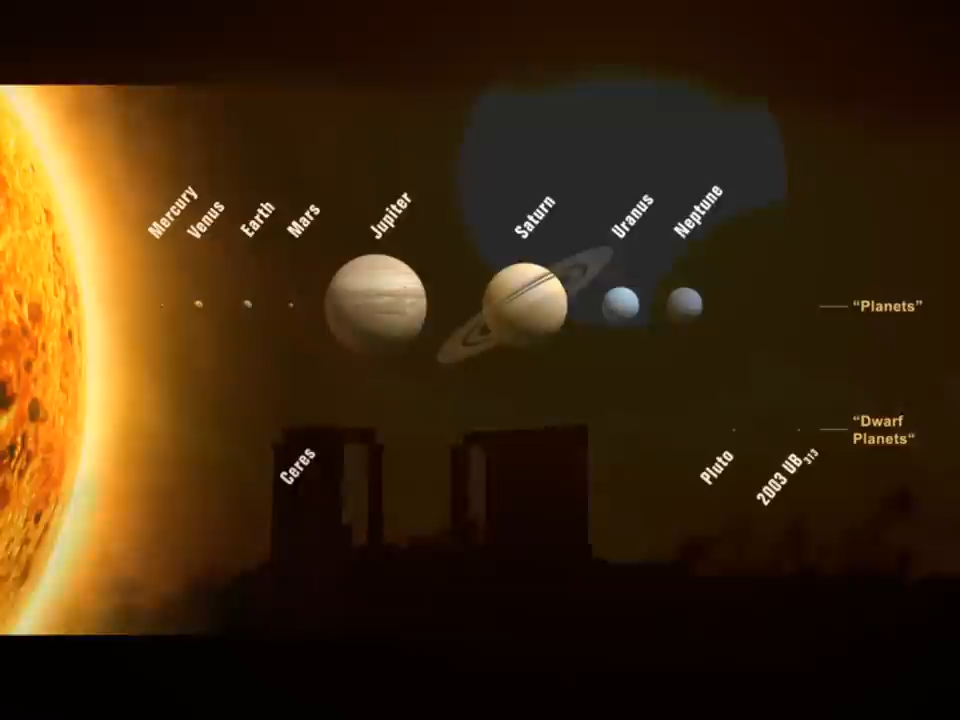 Mercury
Venus
Earth
Mars
Jupiter
Saturn
Uranus
Neptune
“Planets”
“Dwarf
Planets“
Ceres
Pluto
2003 UB313